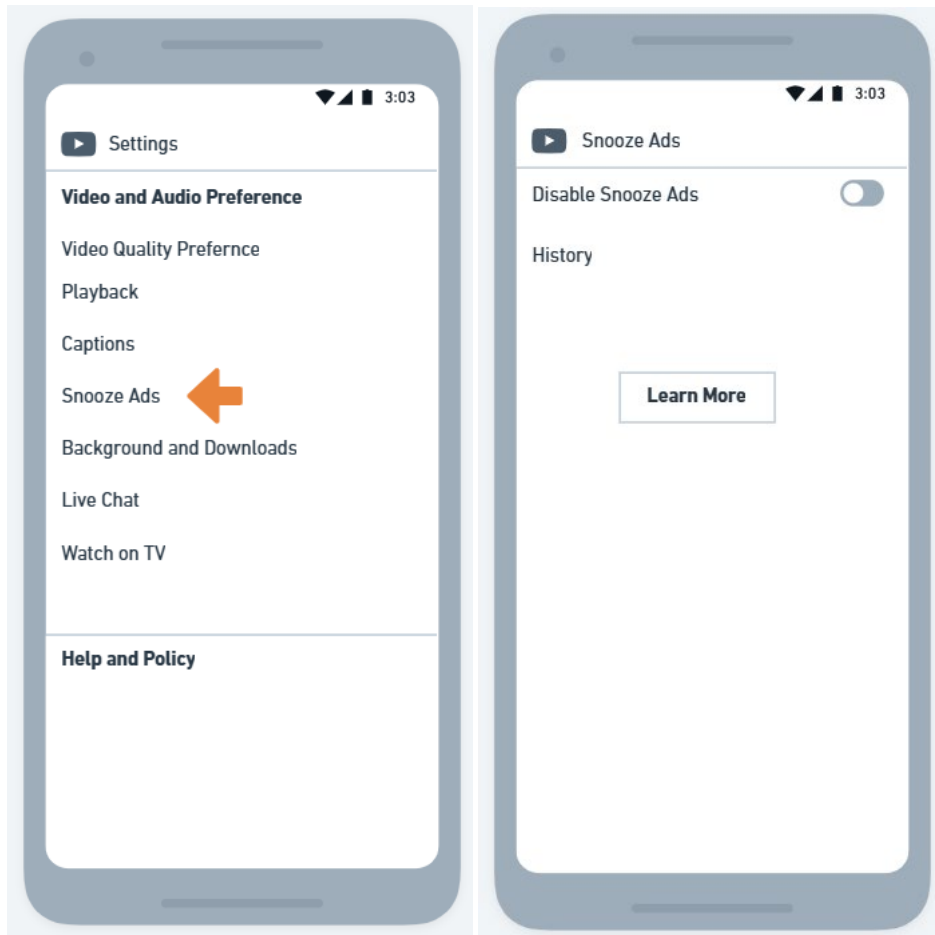 3:03
Settings
Video and Audio Preference
Video Quality Prefernce
Playback
Captions
Snooze Ads
Background and Downloads
Live Chat
Watch on TV
Help and Policy
3:03
Snooze Ads
Disable Snooze Ads
History
Learn More